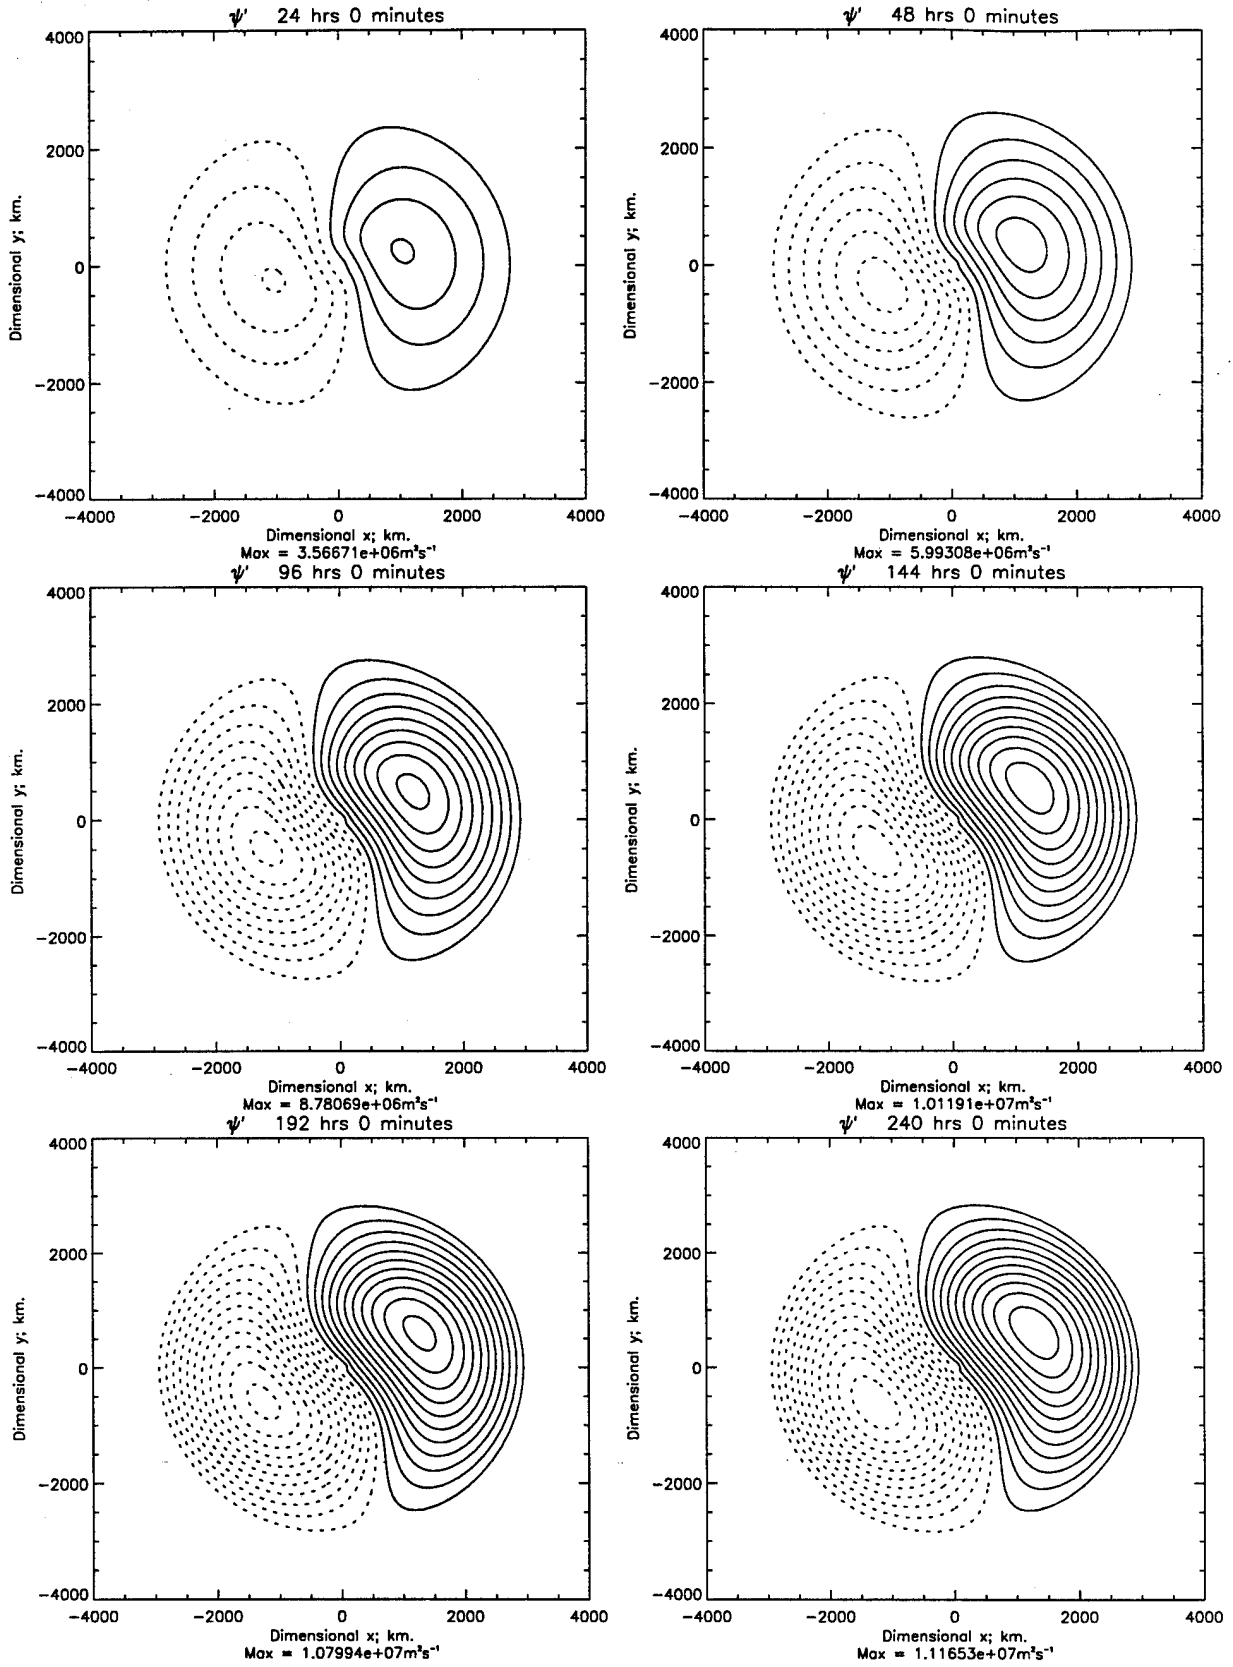 ψ' 24 hrs 0 minutes
4000
2000
0
−2000
−4000
Dimensional y; km.
−4000 −2000 0 2000 4000
Dimensional x; km.
Max = 3.56671e+06m²s⁻¹
ψ' 48 hrs 0 minutes
4000
2000
0
−2000
−4000
Dimensional y; km.
−4000 −2000 0 2000 4000
Dimensional x; km.
Max = 5.99308e+06m²s⁻¹
ψ' 96 hrs 0 minutes
4000
2000
0
−2000
−4000
Dimensional y; km.
−4000 −2000 0 2000 4000
Dimensional x; km.
Max = 8.78069e+06m²s⁻¹
ψ' 144 hrs 0 minutes
4000
2000
0
−2000
−4000
Dimensional y; km.
−4000 −2000 0 2000 4000
Dimensional x; km.
Max = 1.01191e+07m²s⁻¹
ψ' 192 hrs 0 minutes
4000
2000
0
−2000
−4000
Dimensional y; km.
−4000 −2000 0 2000 4000
Dimensional x; km.
Max = 1.07994e+07m²s⁻¹
ψ' 240 hrs 0 minutes
4000
2000
0
−2000
−4000
Dimensional y; km.
−4000 −2000 0 2000 4000
Dimensional x; km.
Max = 1.11653e+07m²s⁻¹